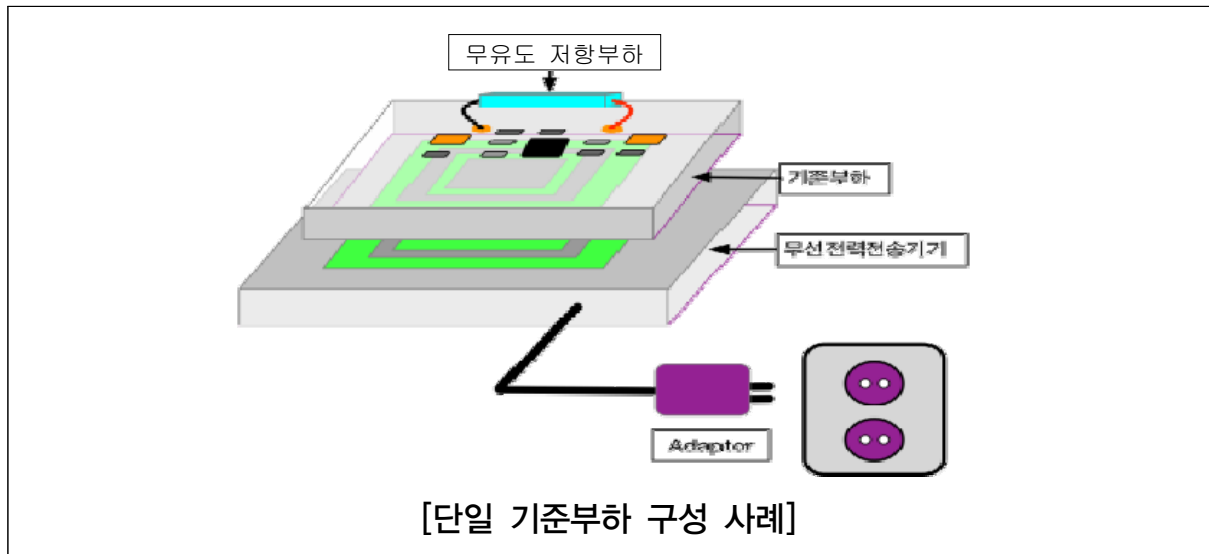 무유도 저항부하
기준부하
무선전력전송기기
Adaptor
[단일 기준부하 구성 사례]